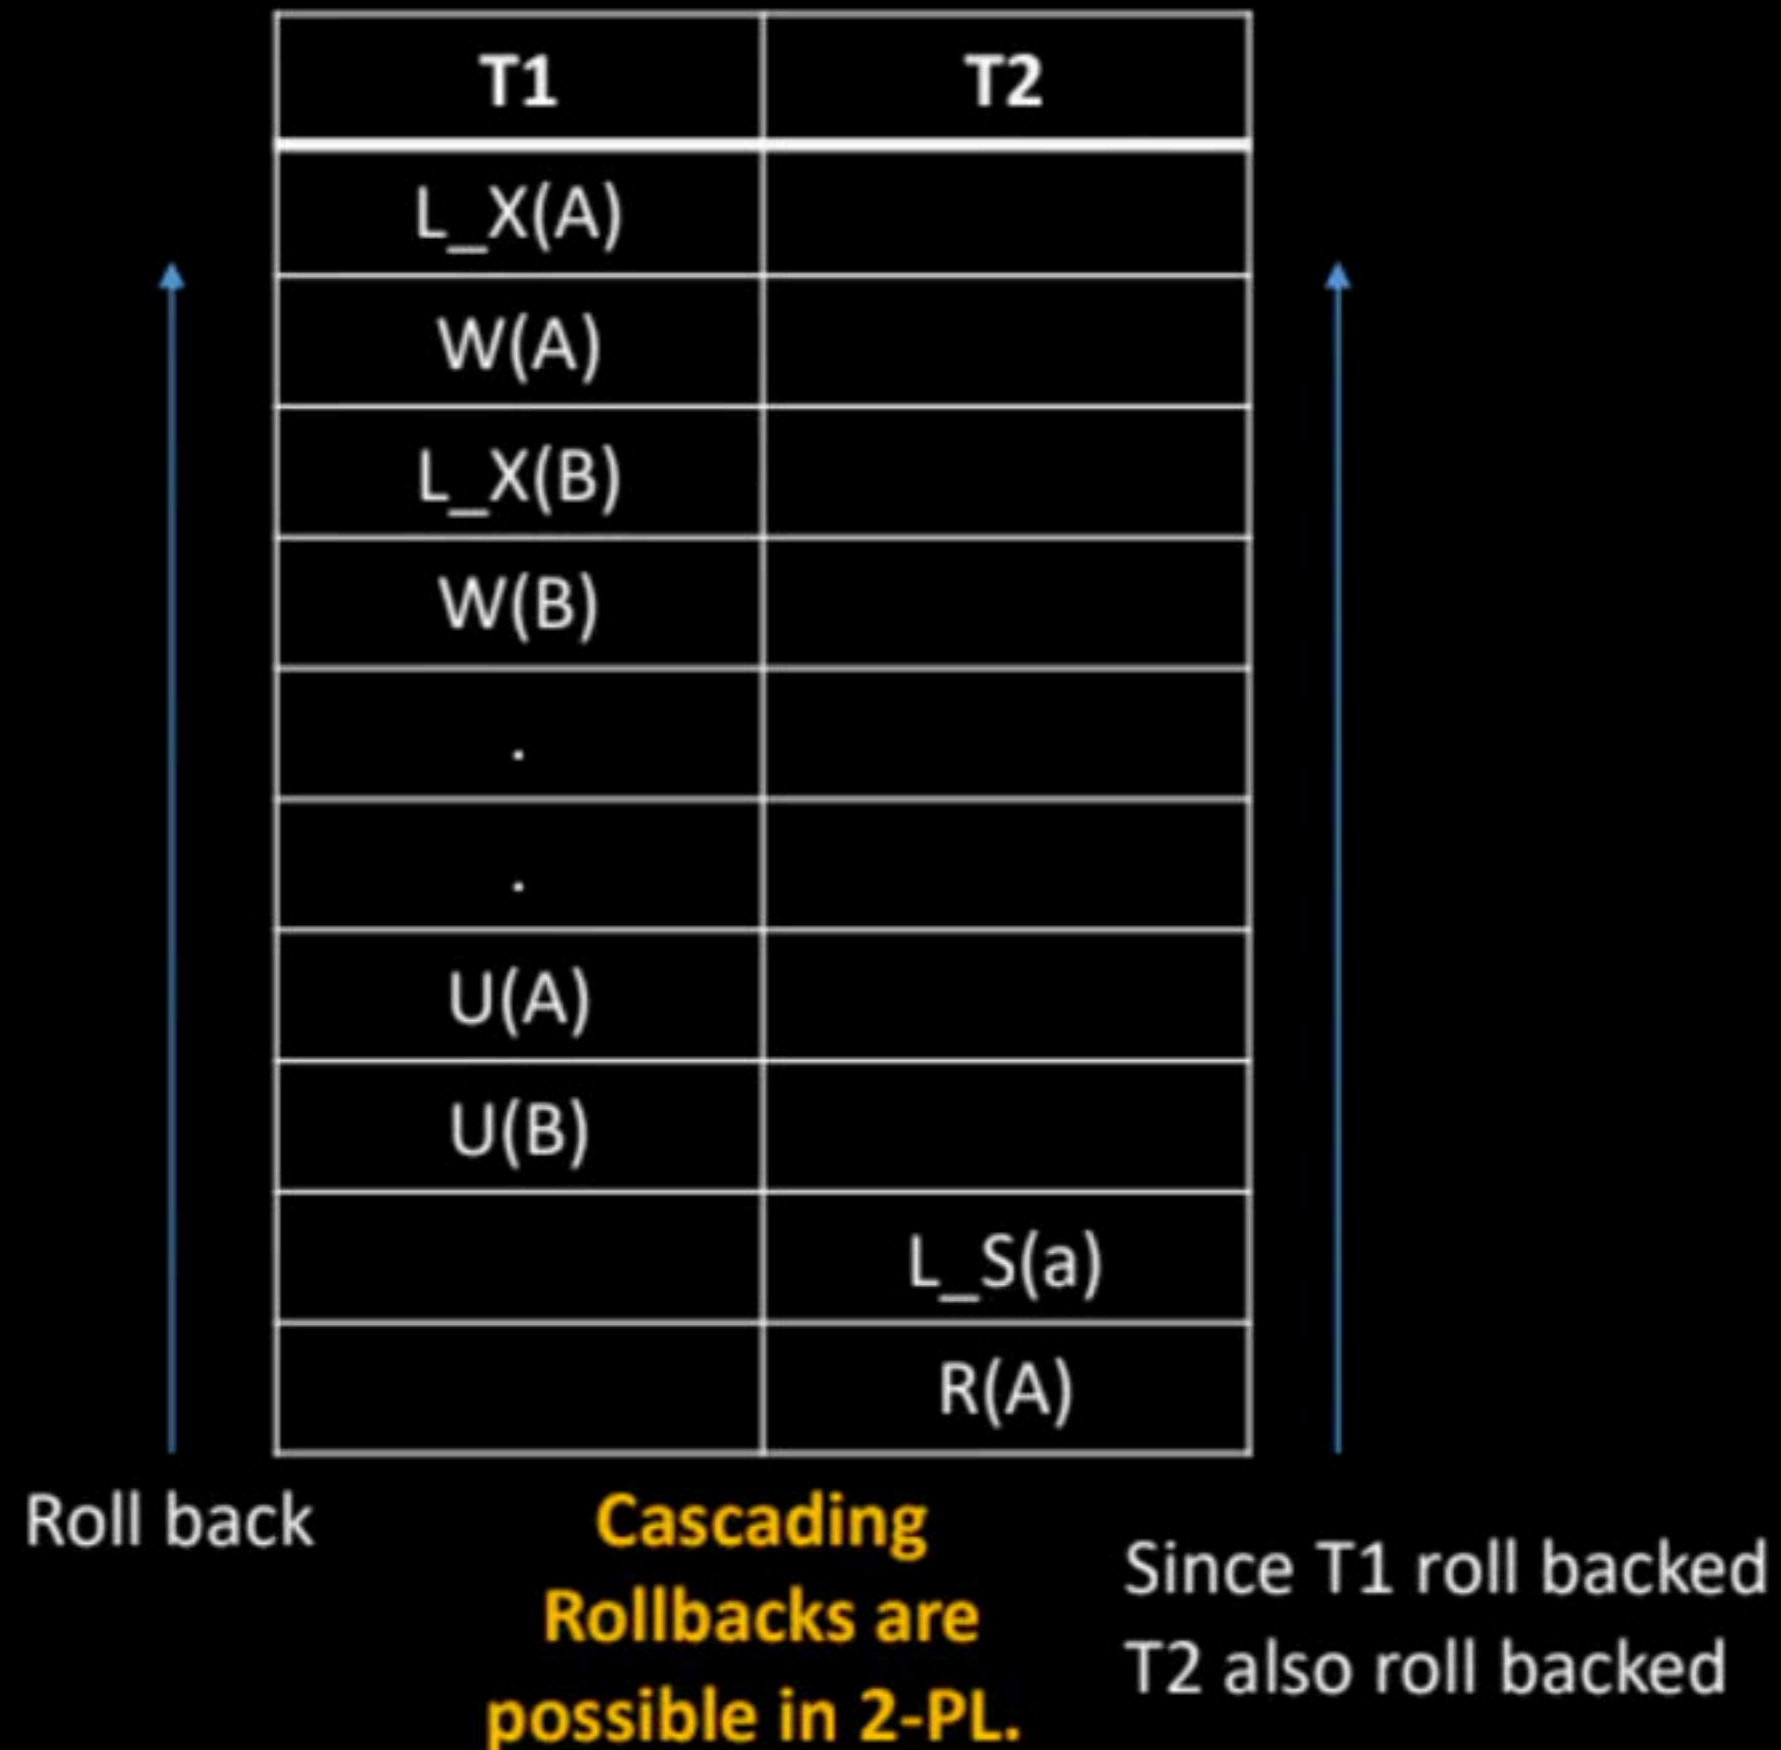 T1 T2
L_X(A)
W(A)
L_X(B)
W(B)
.
.
U(A)
U(B)
L_S(a)
R(A)
Roll back
Cascading
Rollbacks are
possible in 2-PL.
Since T1 roll backed
T2 also roll backed